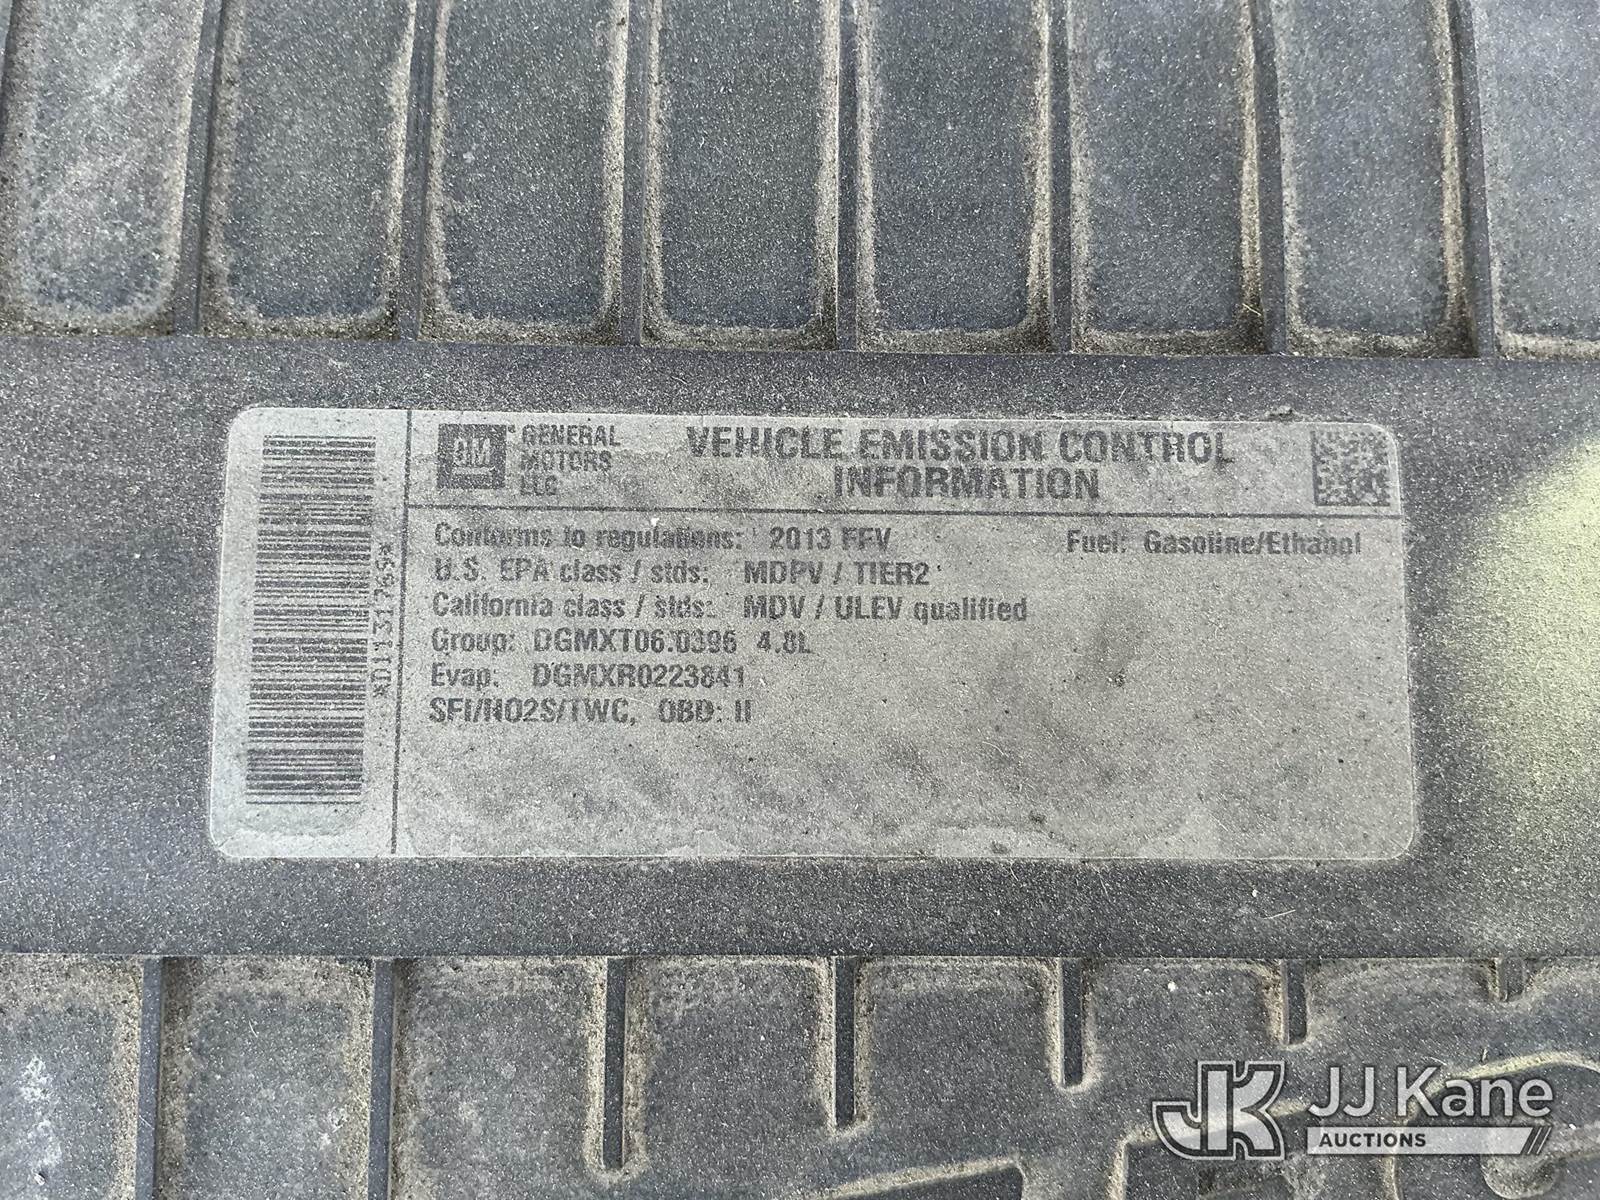 GM
GENERAL
MOTORS
LLC
VEHICLE EMISSION CONTROL
INFORMATION
Conforms to regulations: 2013 FFV Fuel: Gasoline/Ethanol
U.S. EPA class / stds: MDPV / TIER2
California class / stds: MDV / ULEV qualified
Group: DGMXT06.0396 4.8L
Evap: DGMXR0223841
SFI/HO2S/TWC, OBD: II
JK JJ Kane
AUCTIONS